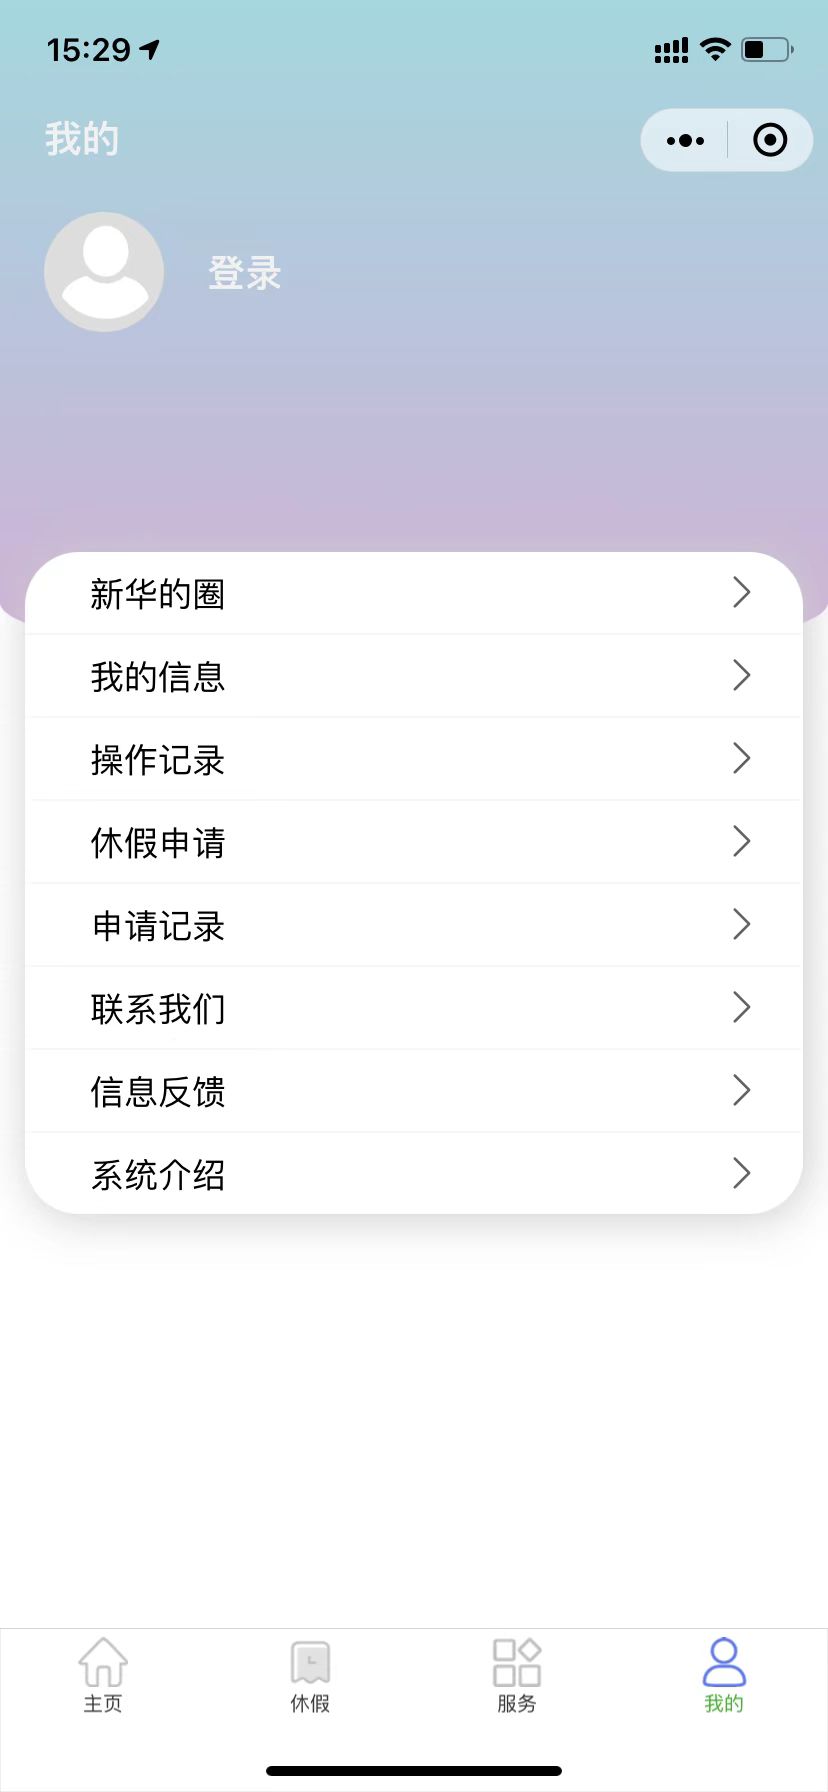 15:29
我的
登录
新华的圈
我的信息
操作记录
休假申请
申请记录
联系我们
信息反馈
系统介绍
主页
休假
服务
我的